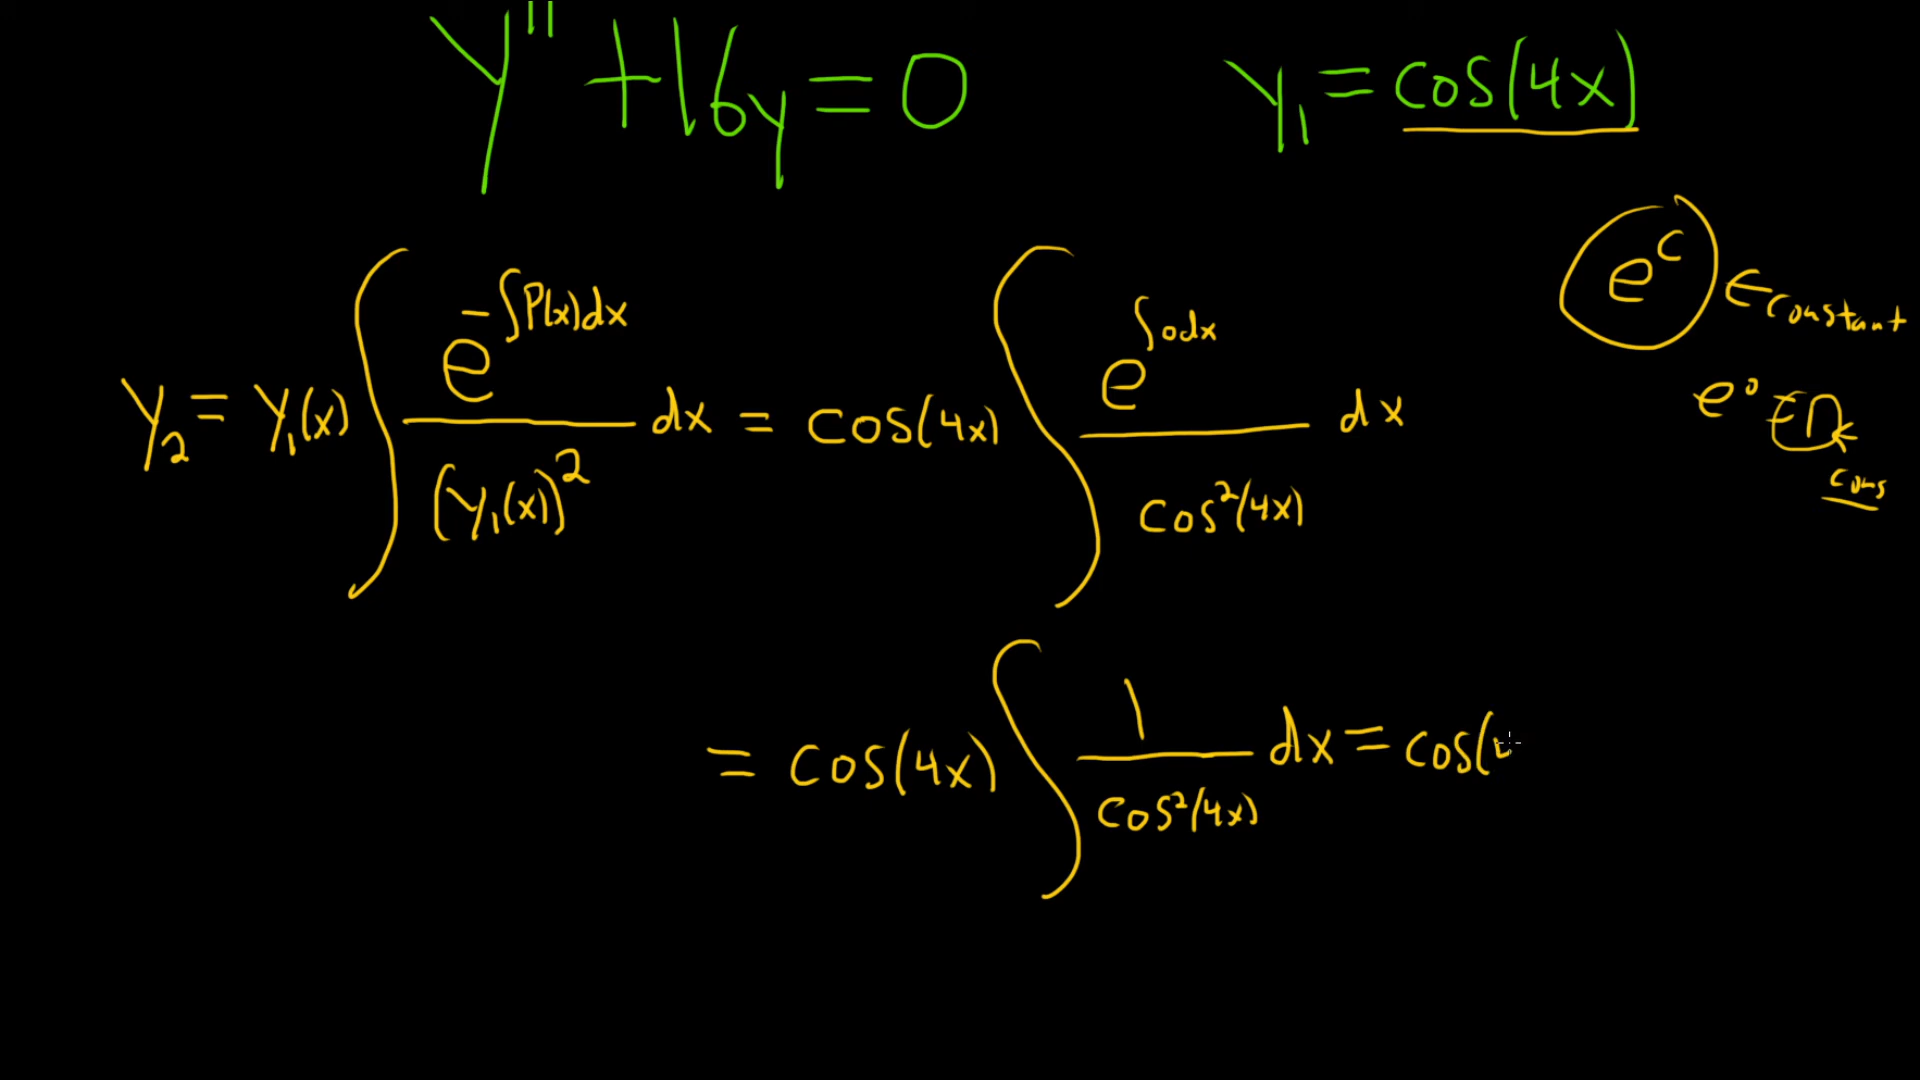 y'' + 16y = 0 y₁ = cos(4x)
y₂ = y₁(x) ∫ e^(-∫P(x)dx) / (y₁(x))² dx = cos(4x) ∫ e^(∫0dx) / cos²(4x) dx
e^c ← constant
e⁰
cons
= cos(4x) ∫ 1 / cos²(4x) dx = cos(